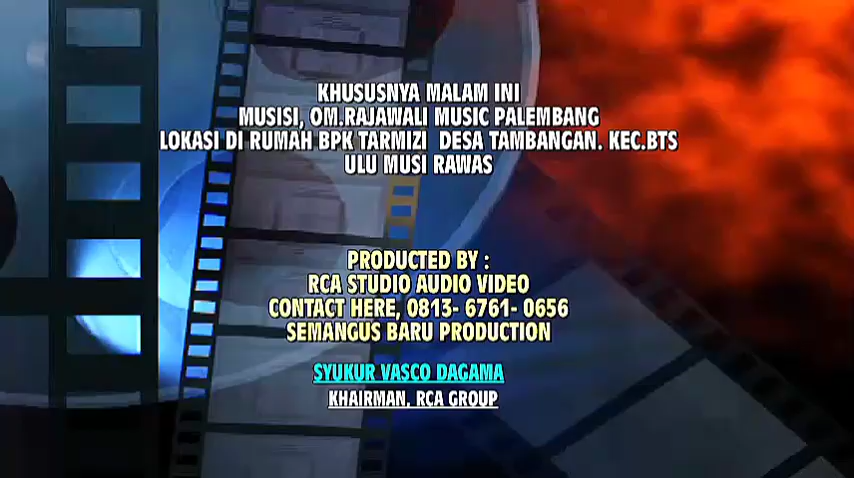 KHUSUSNYA MALAM INI
MUSISI, OM.RAJAWALI MUSIC PALEMBANG
LOKASI DI RUMAH BPK TARMIZI DESA TAMBANGAN. KEC.BTS
ULU MUSI RAWAS
PRODUCTED BY :
RCA STUDIO AUDIO VIDEO
CONTACT HERE, 0813- 6761- 0656
SEMANGUS BARU PRODUCTION
SYUKUR VASCO DAGAMA
KHAIRMAN. RCA GROUP